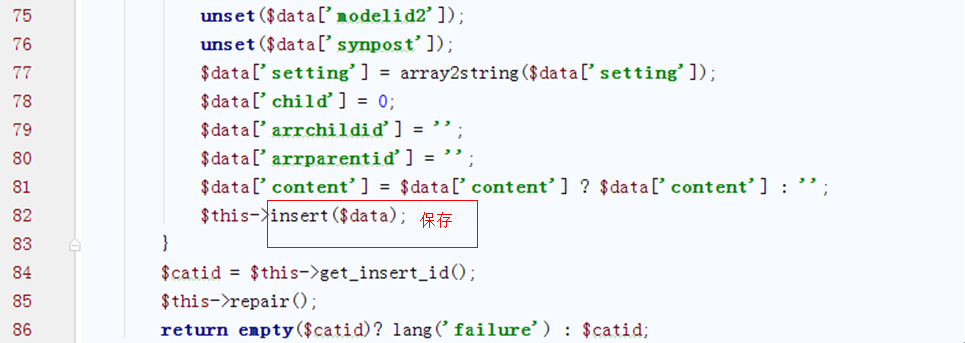 75 unset($data['modelid2']);
76 unset($data['synpost']);
77 $data['setting'] = array2string($data['setting']);
78 $data['child'] = 0;
79 $data['arrchildid'] = '';
80 $data['arrparentid'] = '';
81 $data['content'] = $data['content'] ? $data['content'] : '';
82 $this->insert($data); 保存
83 }
84 $catid = $this->get_insert_id();
85 $this->repair();
86 return empty($catid)? lang('failure') : $catid;